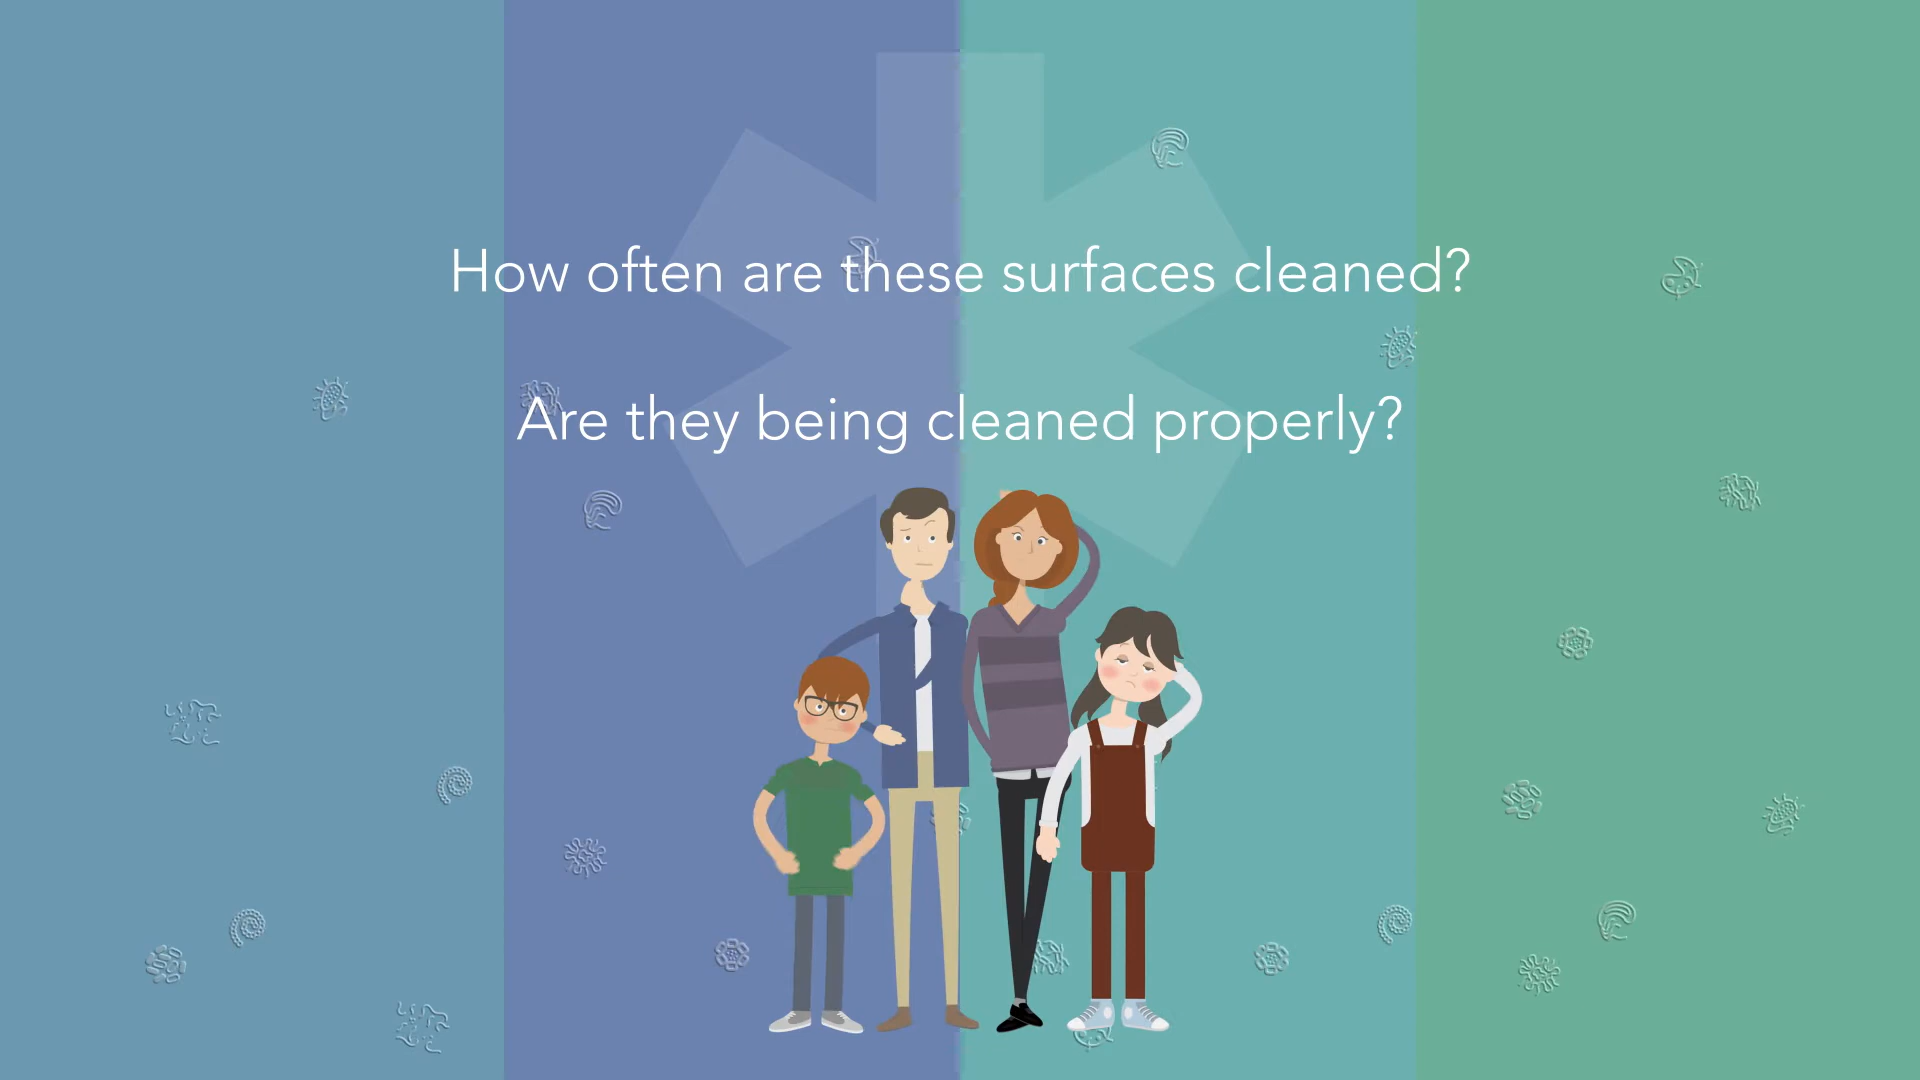 How often are these surfaces cleaned?
Are they being cleaned properly?